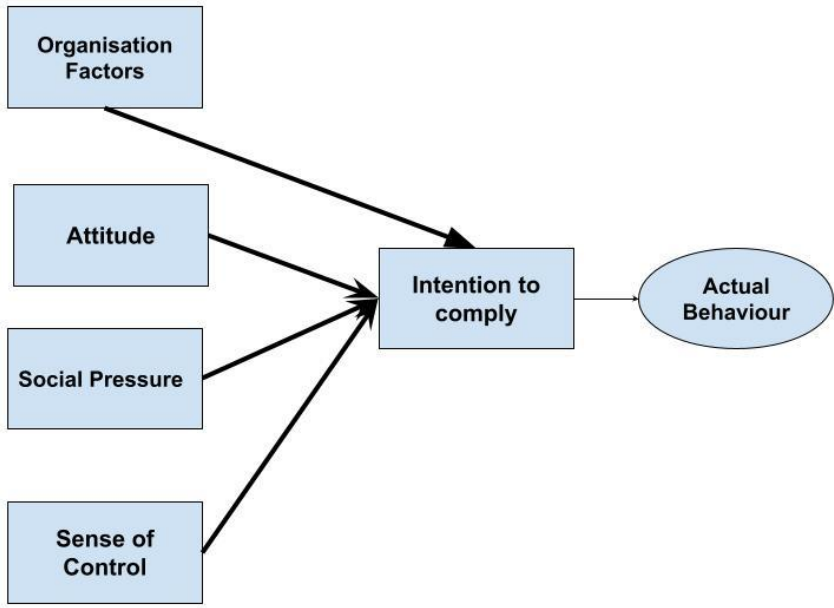 Organisation
Factors
Attitude
Social Pressure
Sense of
Control
Intention to
comply
Actual
Behaviour